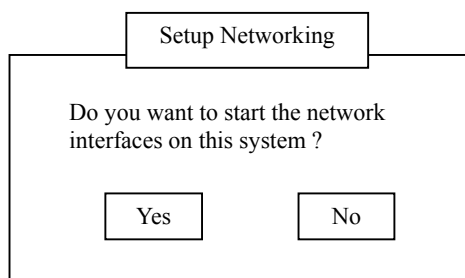 Setup Networking
Do you want to start the network
interfaces on this system ?
Yes
No